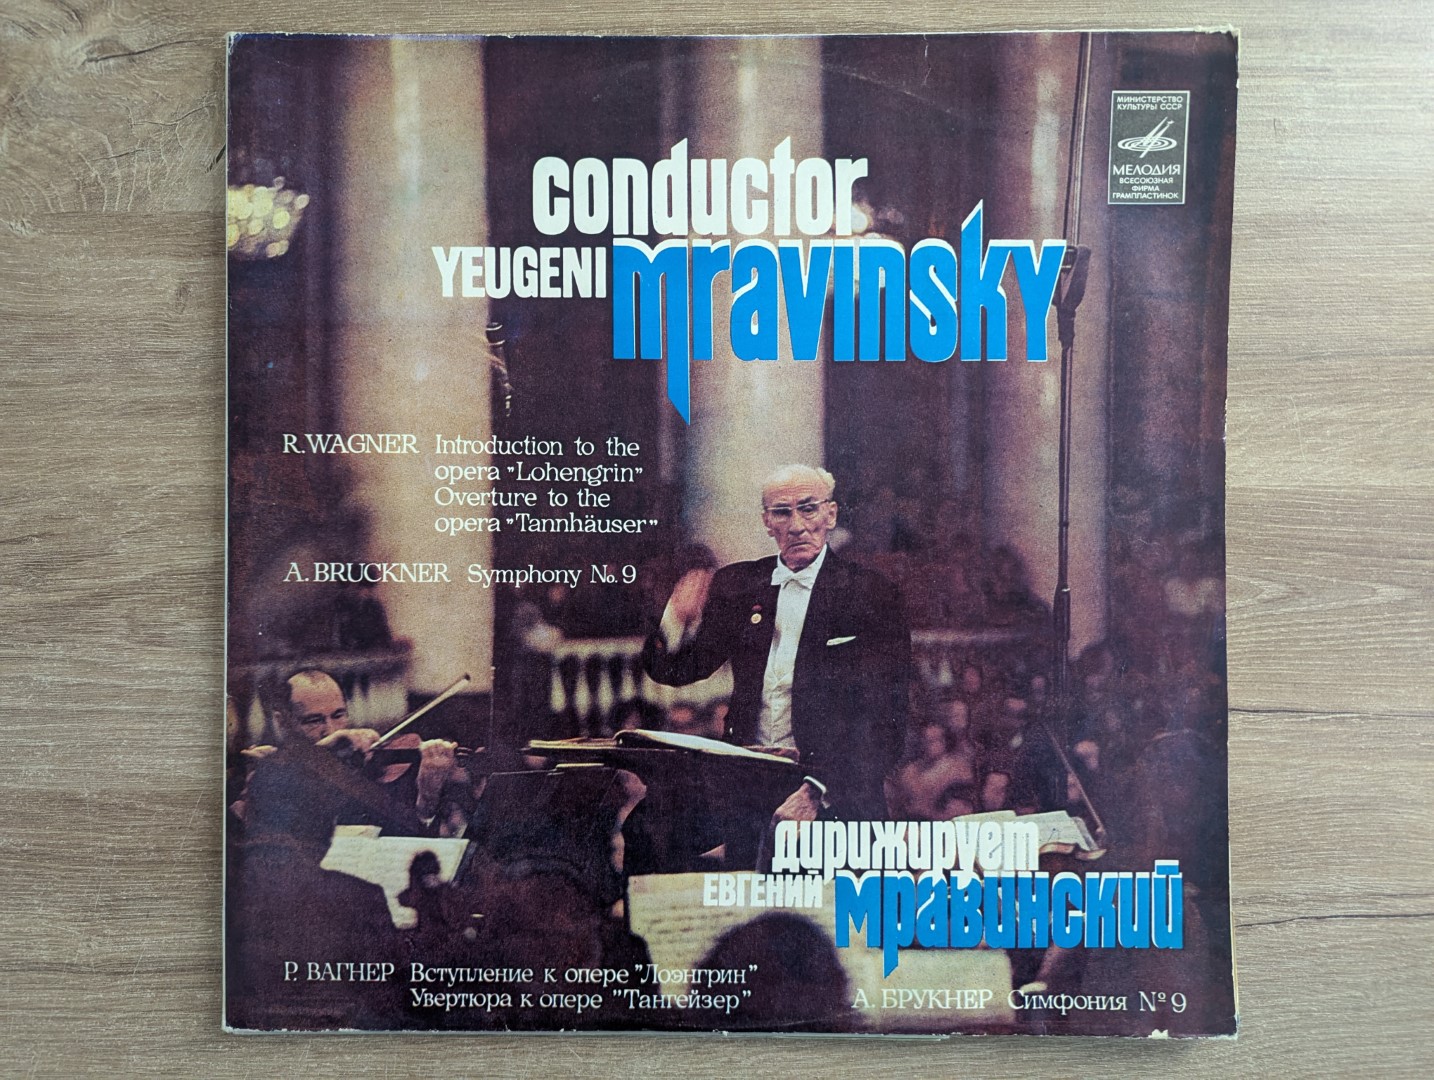 МИНИСТЕРСТВО
КУЛЬТУРЫ СССР
МЕЛОДИЯ
ВСЕСОЮЗНАЯ
ФИРМА
ГРАМПЛАСТИНОК
conductor
YEUGENI mravinsky
R. WAGNER Introduction to the
opera "Lohengrin"
Overture to the
opera "Tannhäuser"
A. BRUCKNER Symphony No. 9
дирижирует
ЕВГЕНИЙ мравинский
Р. ВАГНЕР Вступление к опере "Лоэнгрин"
Увертюра к опере "Тангейзер"
А. БРУКНЕР Симфония № 9